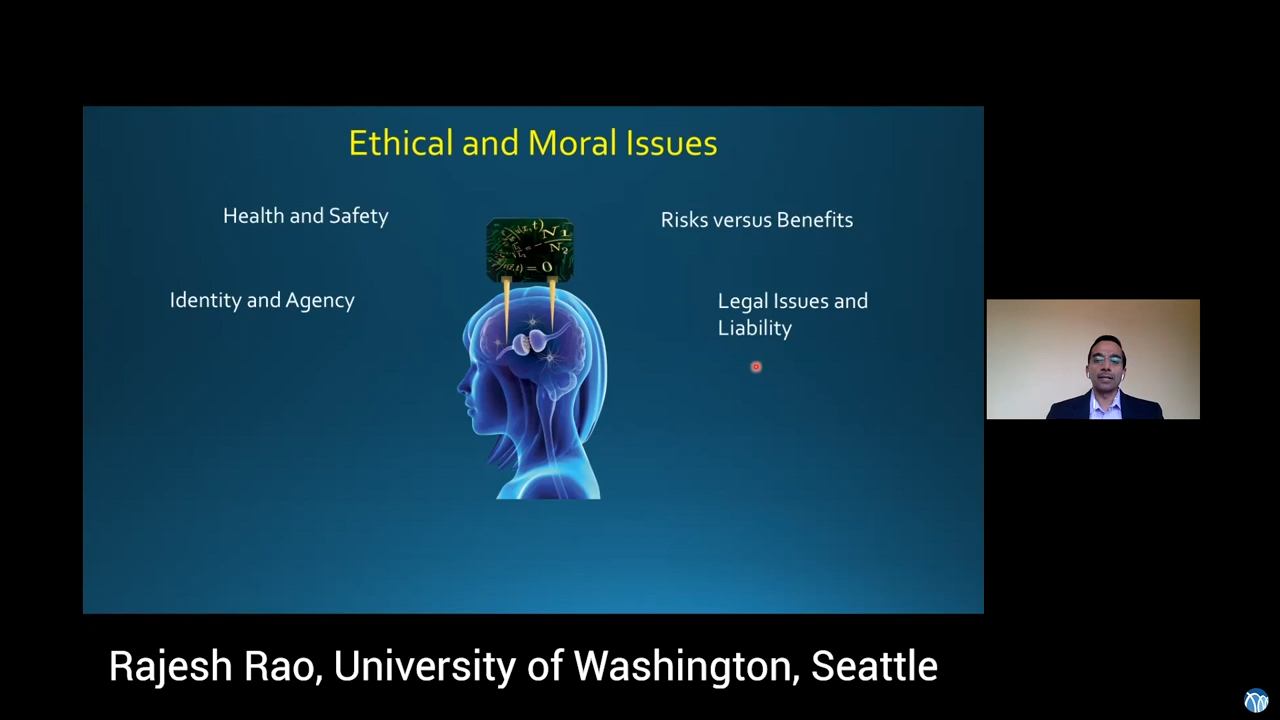 Ethical and Moral Issues
Health and Safety
Risks versus Benefits
Identity and Agency
Legal Issues and
Liability
Rajesh Rao, University of Washington, Seattle